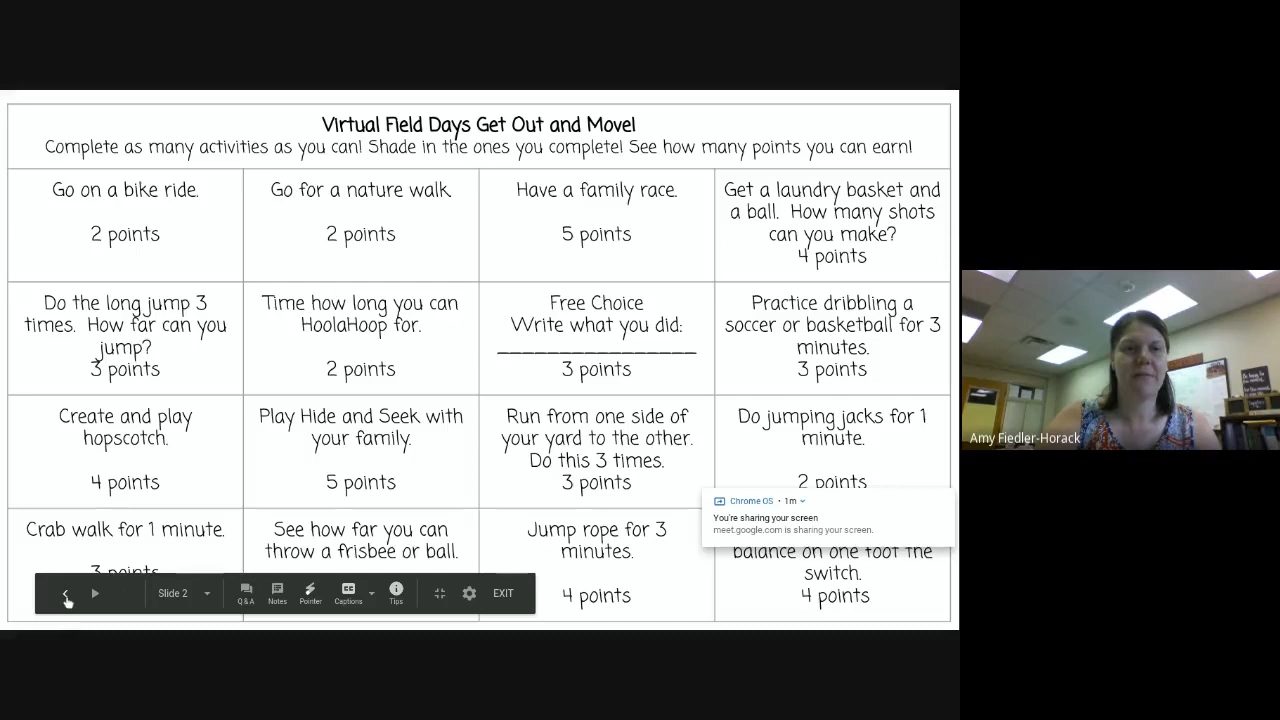 Virtual Field Days Get Out and Move!
Complete as many activities as you can! Shade in the ones you complete! See how many points you can earn!
Go on a bike ride.
2 points
Go for a nature walk.
2 points
Have a family race.
5 points
Get a laundry basket and
a ball. How many shots
can you make?
4 points
Do the long jump 3
times. How far can you
jump?
3 points
Time how long you can
HoolaHoop for.
2 points
Free Choice
Write what you did:
________________
3 points
Practice dribbling a
soccer or basketball for 3
minutes.
3 points
Create and play
hopscotch.
4 points
Play Hide and Seek with
your family.
5 points
Run from one side of
your yard to the other.
Do this 3 times.
3 points
Do jumping jacks for 1
minute.
2 points
Crab walk for 1 minute.
3 points
See how far you can
throw a frisbee or ball.
Jump rope for 3
minutes.
4 points
balance on one foot the
switch.
4 points
Chrome OS • 1m
You're sharing your screen
meet.google.com is sharing your screen.
Slide 2
Q&A
Notes
Pointer
CC
Captions
Tips
EXIT
Amy Fiedler-Horack